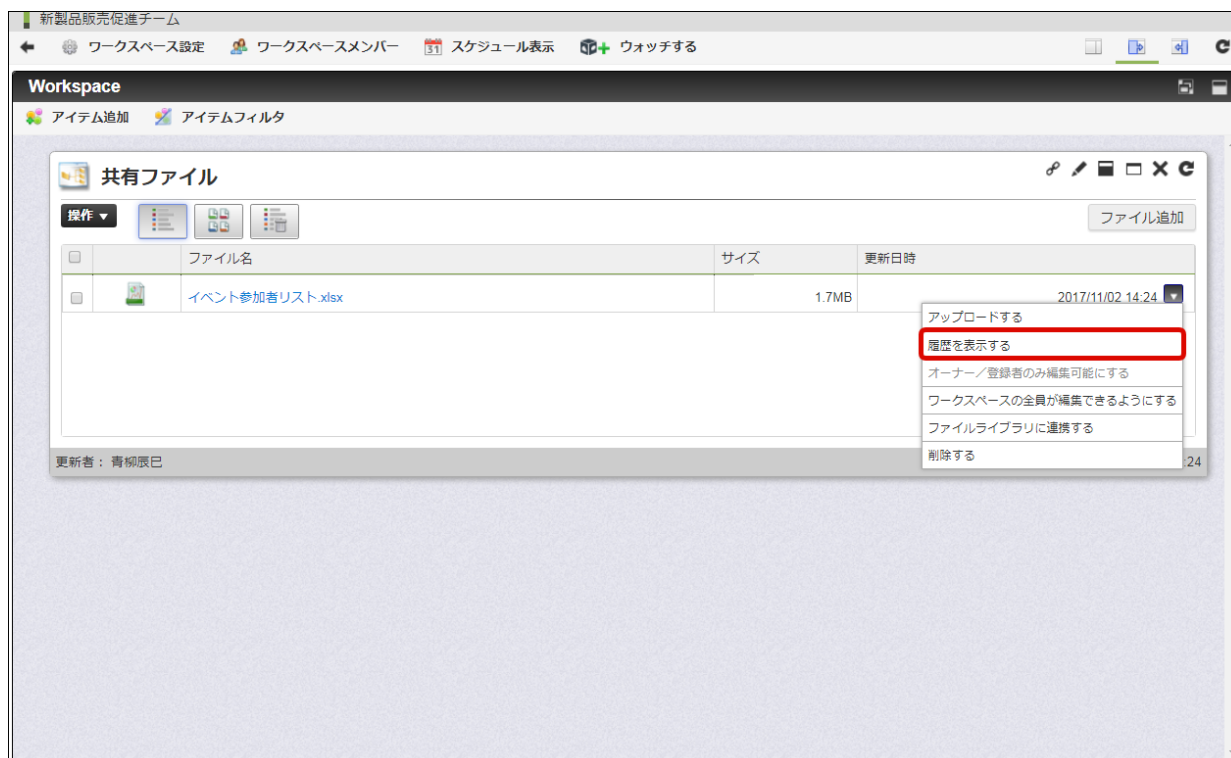 新製品販売促進チーム
ワークスペース設定 ワークスペースメンバー 31 スケジュール表示 ウォッチする
Workspace
アイテム追加 アイテムフィルタ
共有ファイル
操作 ▼ ファイル追加
ファイル名 サイズ 更新日時
イベント参加者リスト.xlsx 1.7MB 2017/11/02 14:24
アップロードする
履歴を表示する
オーナー／登録者のみ編集可能にする
ワークスペースの全員が編集できるようにする
ファイルライブラリに連携する
削除する
更新者： 青柳辰巳 :24